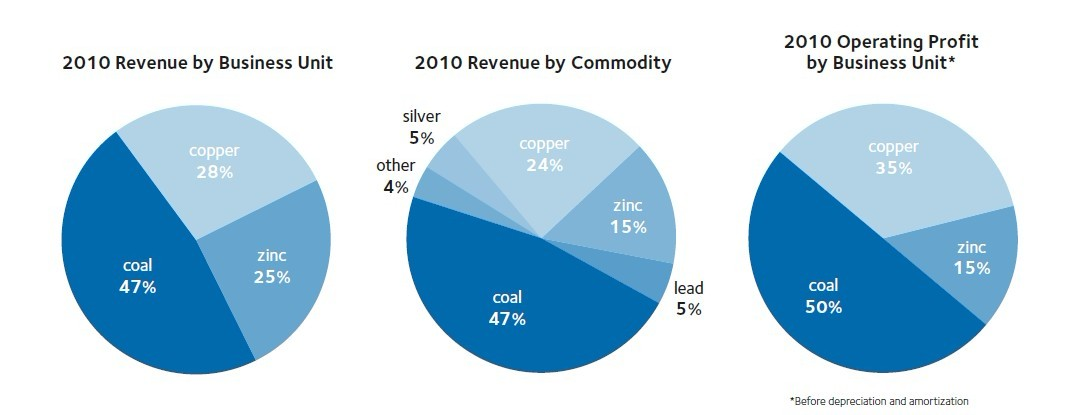 2010 Revenue by Business Unit
copper
28%
zinc
25%
coal
47%
2010 Revenue by Commodity
silver
5%
other
4%
copper
24%
zinc
15%
lead
5%
coal
47%
2010 Operating Profit
by Business Unit*
copper
35%
zinc
15%
coal
50%
*Before depreciation and amortization